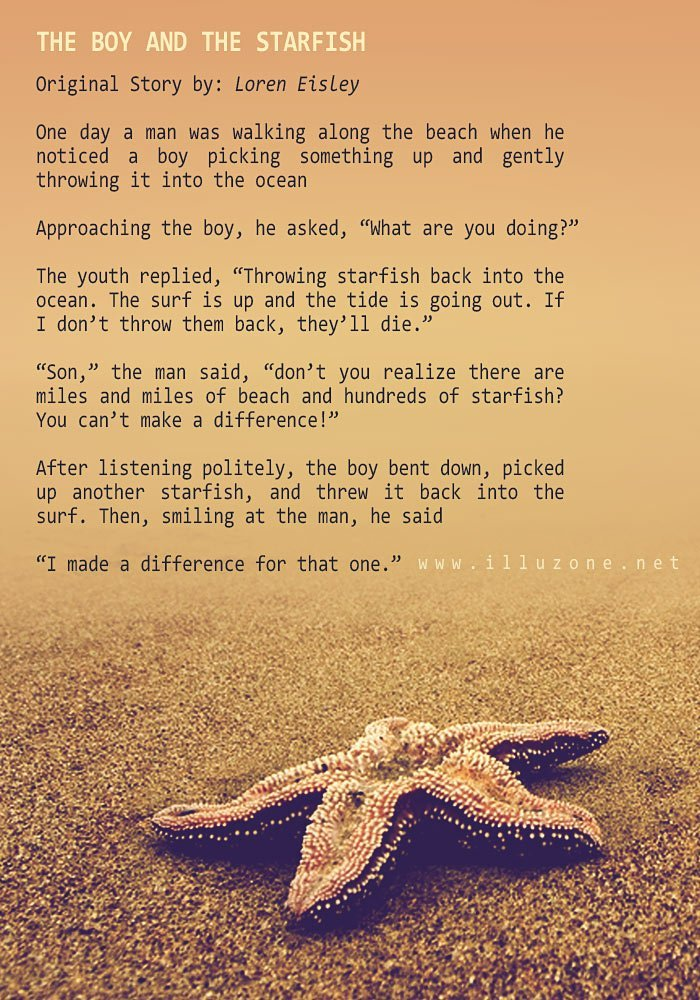 THE BOY AND THE STARFISH
Original Story by: Loren Eisley
One day a man was walking along the beach when he
noticed a boy picking something up and gently
throwing it into the ocean
Approaching the boy, he asked, “What are you doing?”
The youth replied, “Throwing starfish back into the
ocean. The surf is up and the tide is going out. If
I don’t throw them back, they’ll die.”
“Son,” the man said, “don’t you realize there are
miles and miles of beach and hundreds of starfish?
You can’t make a difference!”
After listening politely, the boy bent down, picked
up another starfish, and threw it back into the
surf. Then, smiling at the man, he said
“I made a difference for that one.” www.illuzone.net